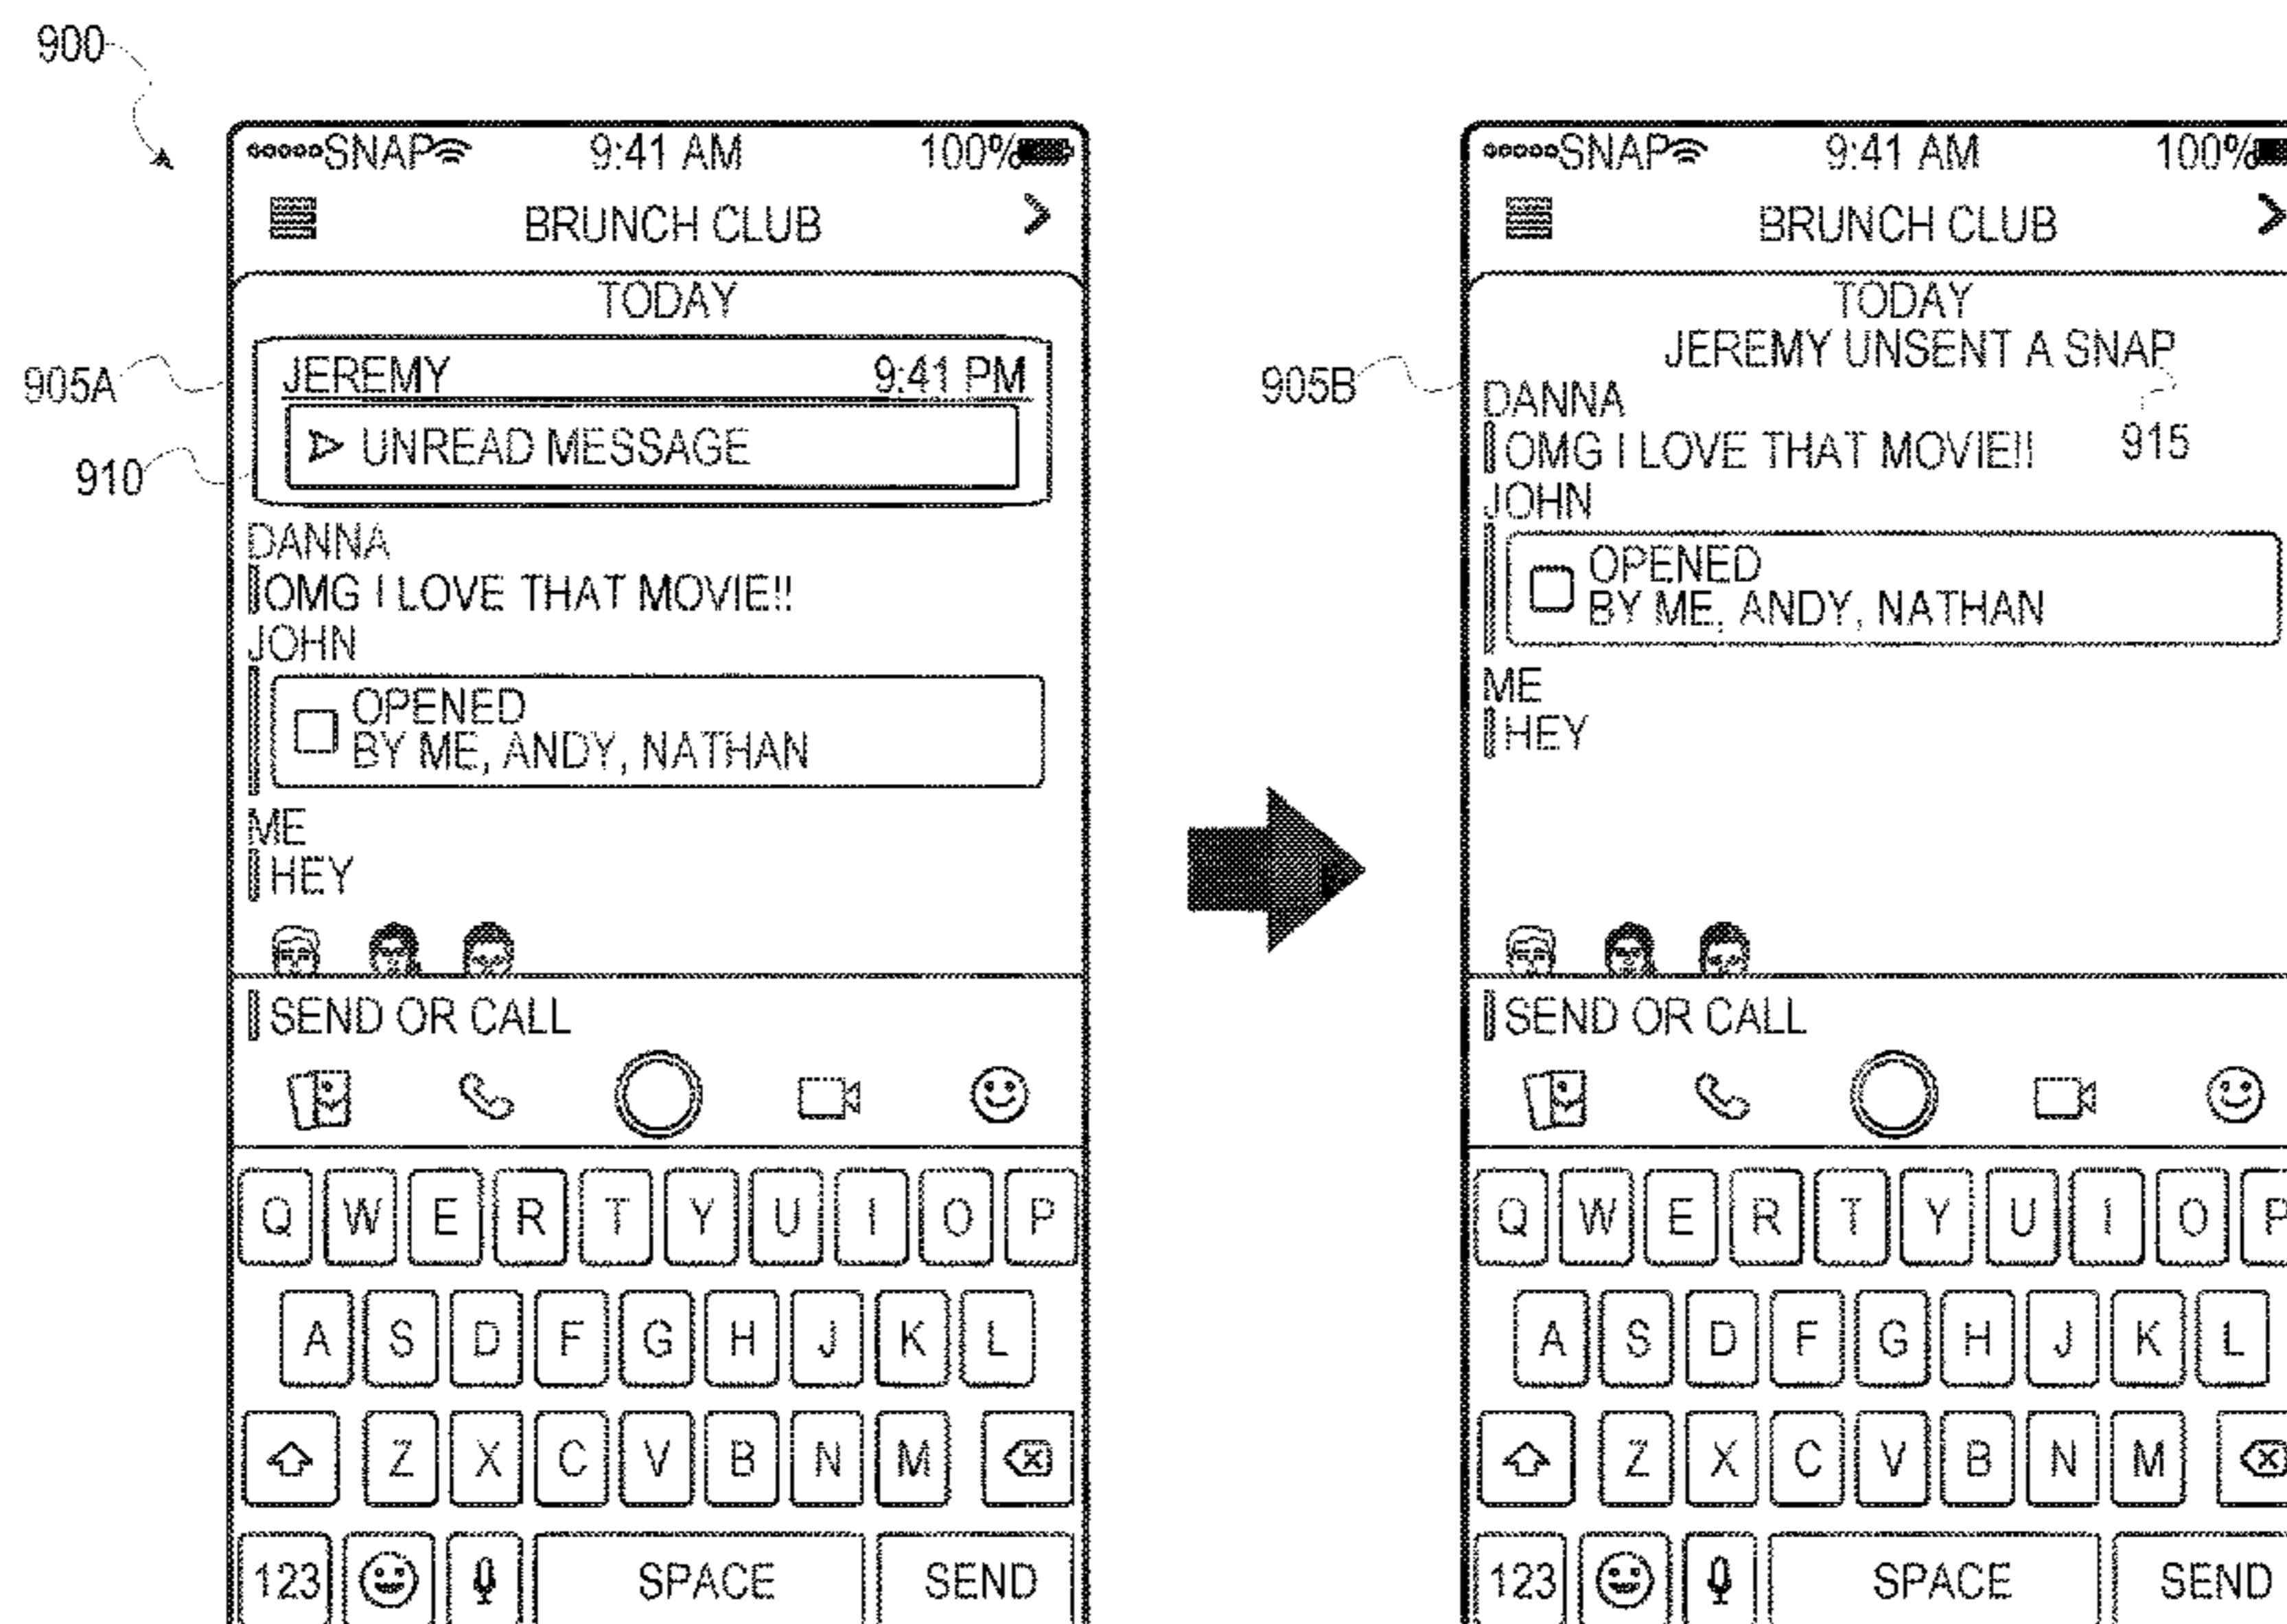 900
SNAP 9:41 AM 100%
BRUNCH CLUB
TODAY
905A
JEREMY 9:41 PM
UNREAD MESSAGE
910
DANNA
OMG I LOVE THAT MOVIE!!
JOHN
OPENED
BY ME, ANDY, NATHAN
ME
HEY
SEND OR CALL
Q W E R T Y U I O P
A S D F G H J K L
Z X C V B N M
123 SPACE SEND
SNAP 9:41 AM 100%
BRUNCH CLUB
TODAY
JEREMY UNSENT A SNAP
905B
DANNA
OMG I LOVE THAT MOVIE!!
915
JOHN
OPENED
BY ME, ANDY, NATHAN
ME
HEY
SEND OR CALL
Q W E R T Y U I O P
A S D F G H J K L
Z X C V B N M
123 SPACE SEND